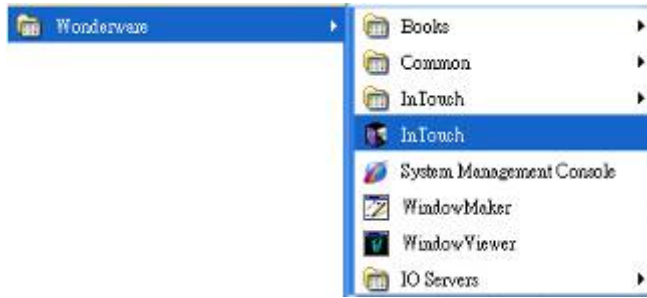 Wonderware
Books
Common
InTouch
InTouch
System Management Console
WindowMaker
WindowViewer
IO Servers